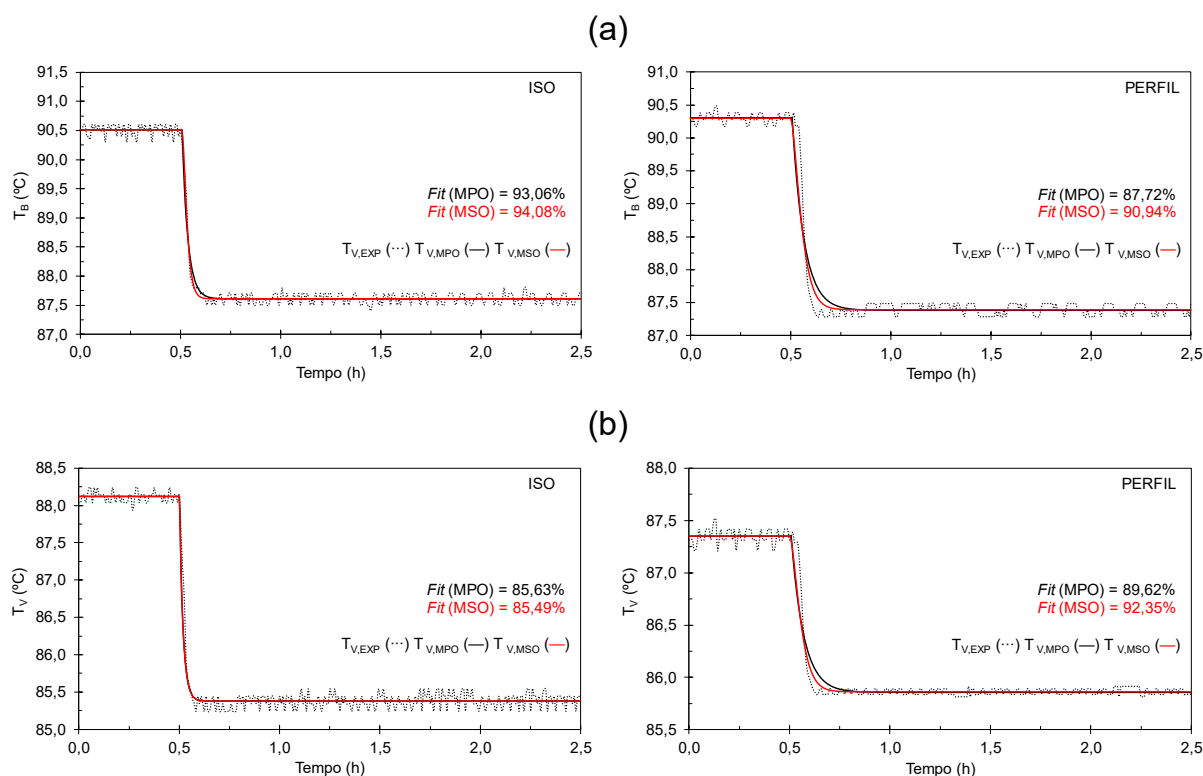 (a)
ISO
91,5
91,0
90,5
90,0
89,5
89,0
88,5
88,0
87,5
87,0
T_B (ºC)
Fit (MPO) = 93,06%
Fit (MSO) = 94,08%
T_V,EXP (···) T_V,MPO (—) T_V,MSO (—)
0,0 0,5 1,0 1,5 2,0 2,5
Tempo (h)
PERFIL
91,0
90,5
90,0
89,5
89,0
88,5
88,0
87,5
87,0
T_B (ºC)
Fit (MPO) = 87,72%
Fit (MSO) = 90,94%
T_V,EXP (···) T_V,MPO (—) T_V,MSO (—)
0,0 0,5 1,0 1,5 2,0 2,5
Tempo (h)
(b)
ISO
88,5
88,0
87,5
87,0
86,5
86,0
85,5
85,0
T_V (ºC)
Fit (MPO) = 85,63%
Fit (MSO) = 85,49%
T_V,EXP (···) T_V,MPO (—) T_V,MSO (—)
0,0 0,5 1,0 1,5 2,0 2,5
Tempo (h)
PERFIL
88,0
87,5
87,0
86,5
86,0
85,5
T_V (ºC)
Fit (MPO) = 89,62%
Fit (MSO) = 92,35%
T_V,EXP (···) T_V,MPO (—) T_V,MSO (—)
0,0 0,5 1,0 1,5 2,0 2,5
Tempo (h)